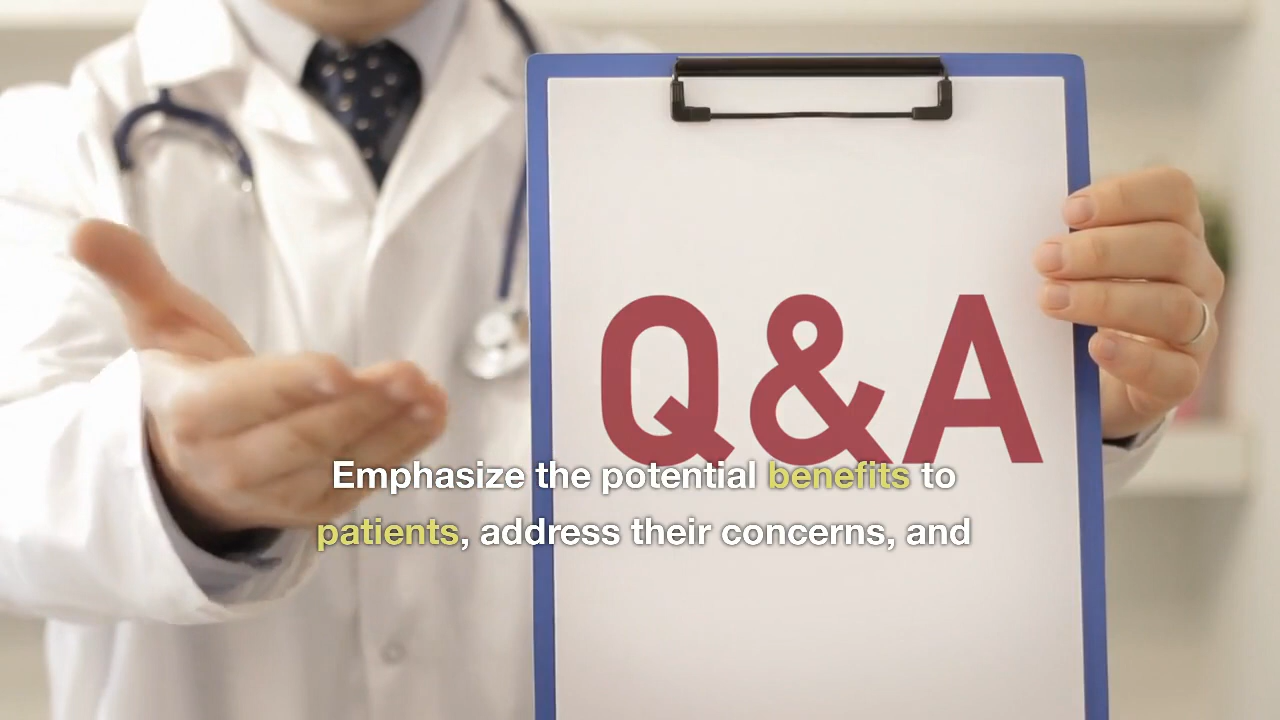 Q&A
Emphasize the potential benefits to
patients, address their concerns, and